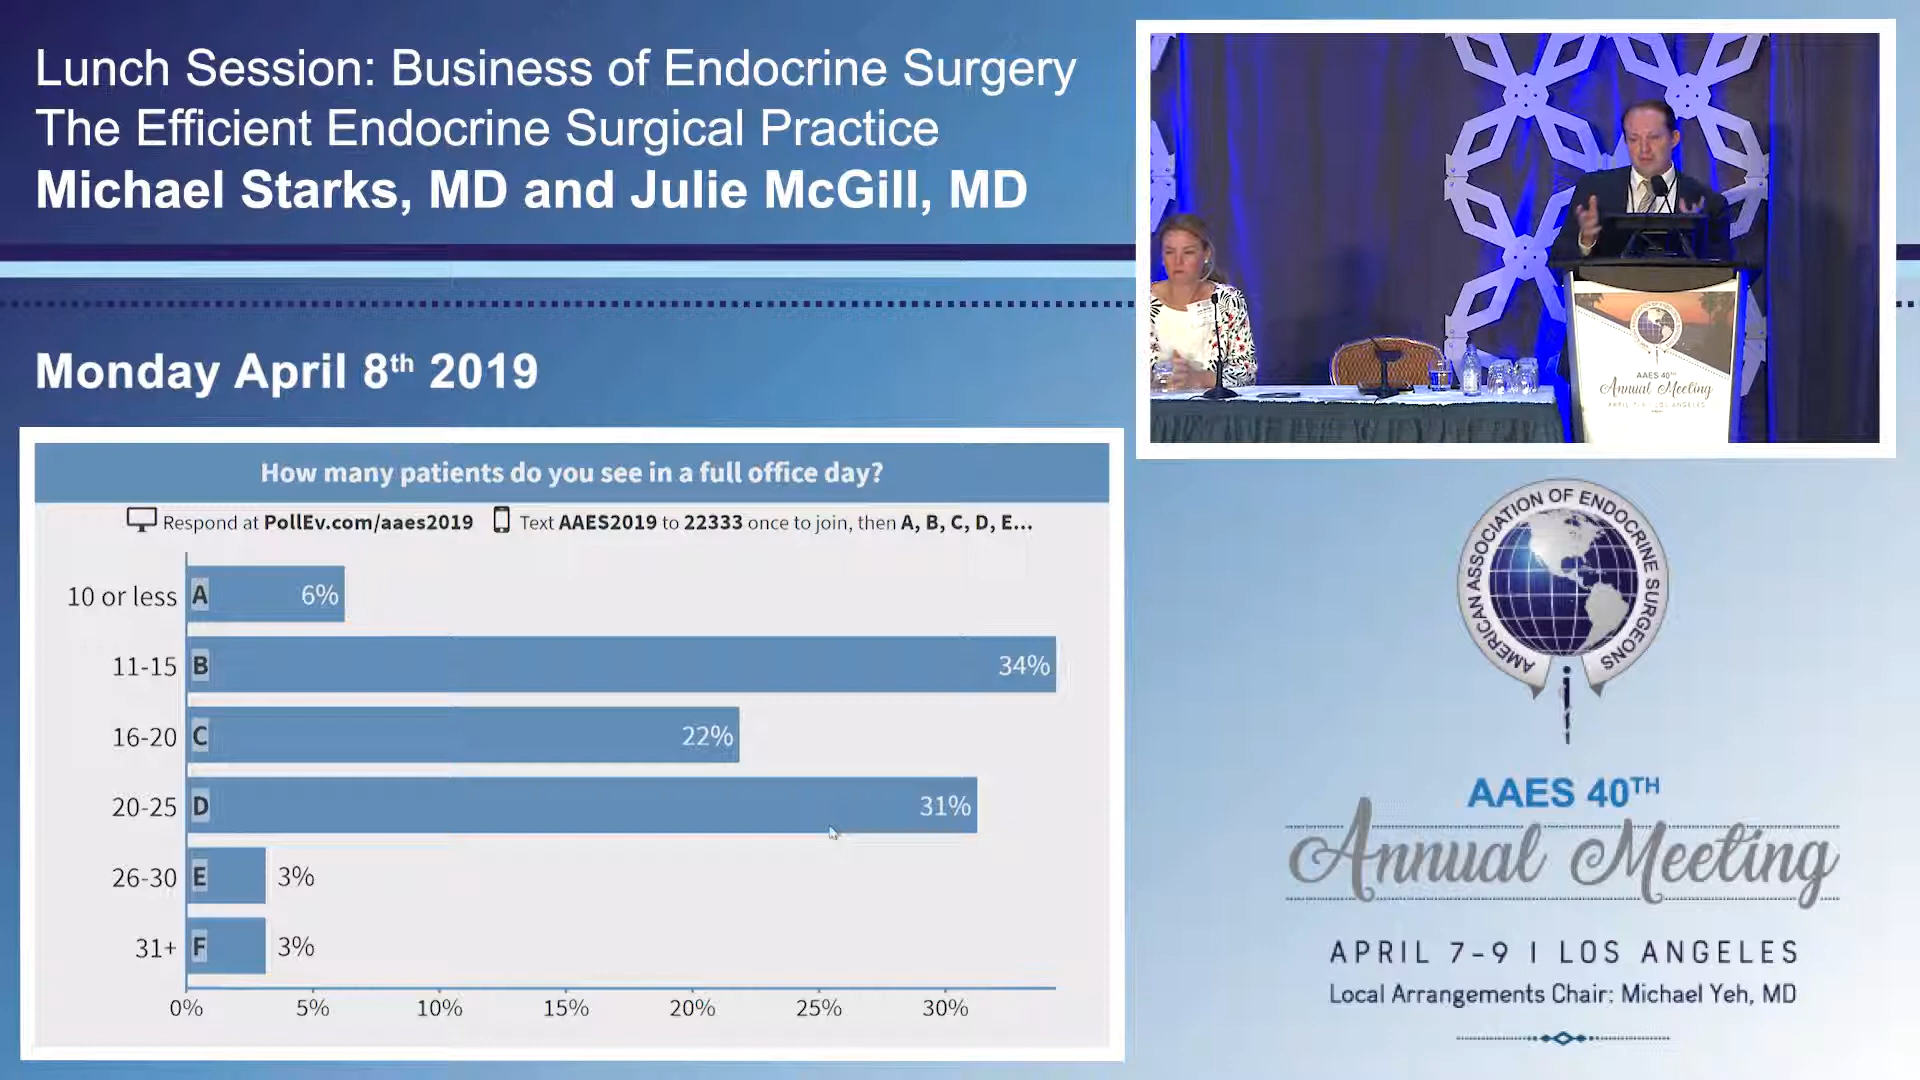 Lunch Session: Business of Endocrine Surgery
The Efficient Endocrine Surgical Practice
Michael Starks, MD and Julie McGill, MD
Monday April 8th 2019
How many patients do you see in a full office day?
Respond at PollEv.com/aaes2019 Text AAES2019 to 22333 once to join, then A, B, C, D, E...
10 or less A 6%
11-15 B 34%
16-20 C 22%
20-25 D 31%
26-30 E 3%
31+ F 3%
0% 5% 10% 15% 20% 25% 30%
AAES 40TH
Annual Meeting
AMERICAN ASSOCIATION OF ENDOCRINE SURGEONS
AAES 40TH
Annual Meeting
APRIL 7-9 | LOS ANGELES
Local Arrangements Chair: Michael Yeh, MD